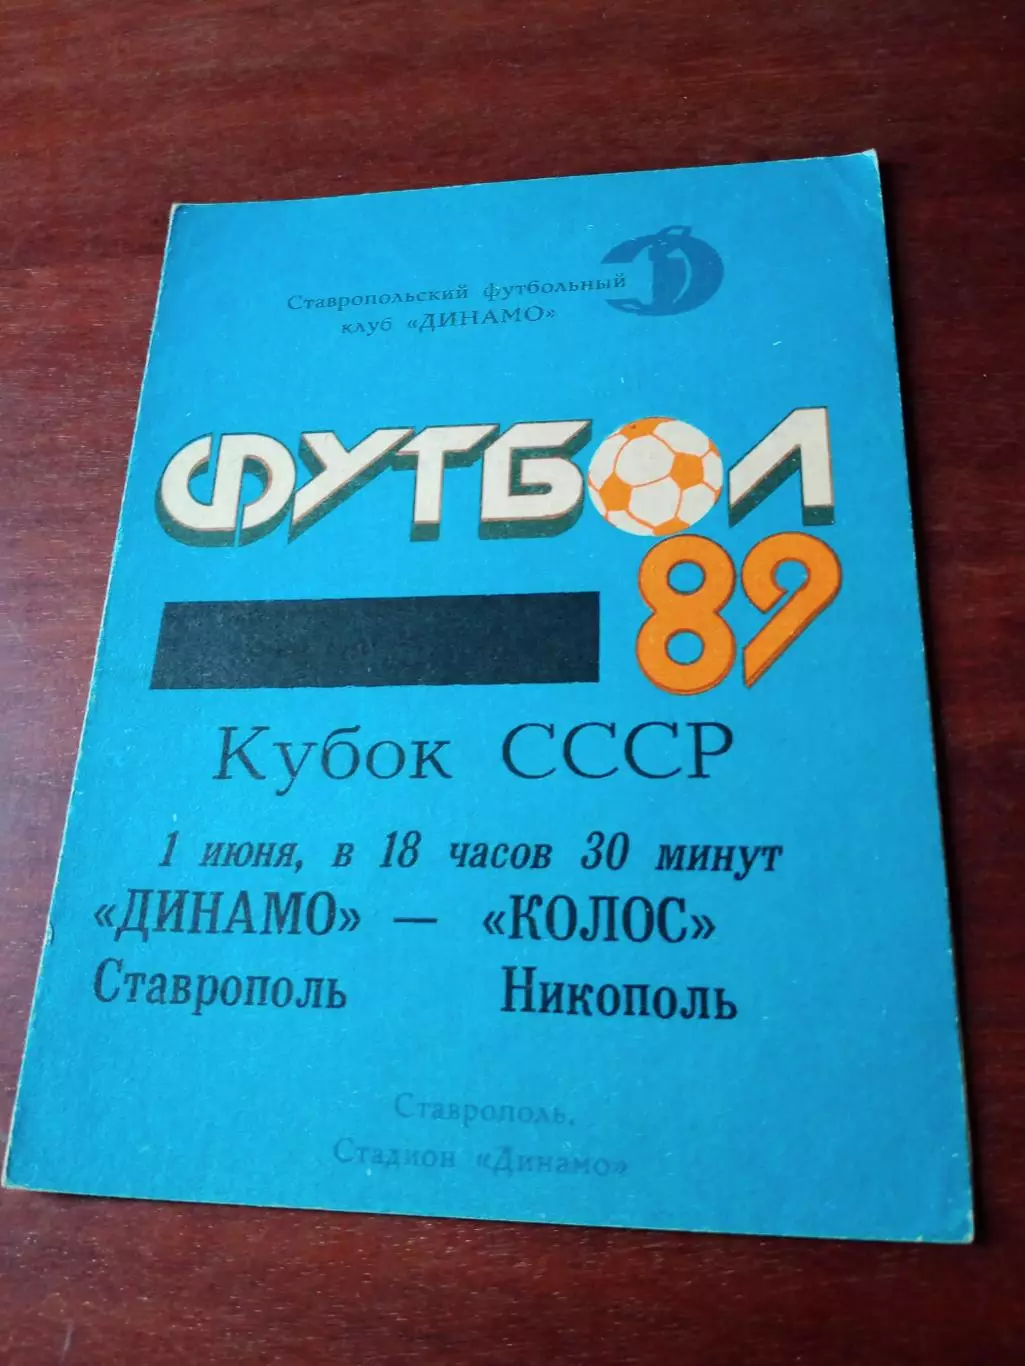 Ставропольский футбольный
клуб «ДИНАМО»
ФУТБОЛ
89
Кубок СССР
1 июня, в 18 часов 30 минут
«ДИНАМО» — «КОЛОС»
Ставрополь Никополь
Ставрополь.
Стадион «Динамо»